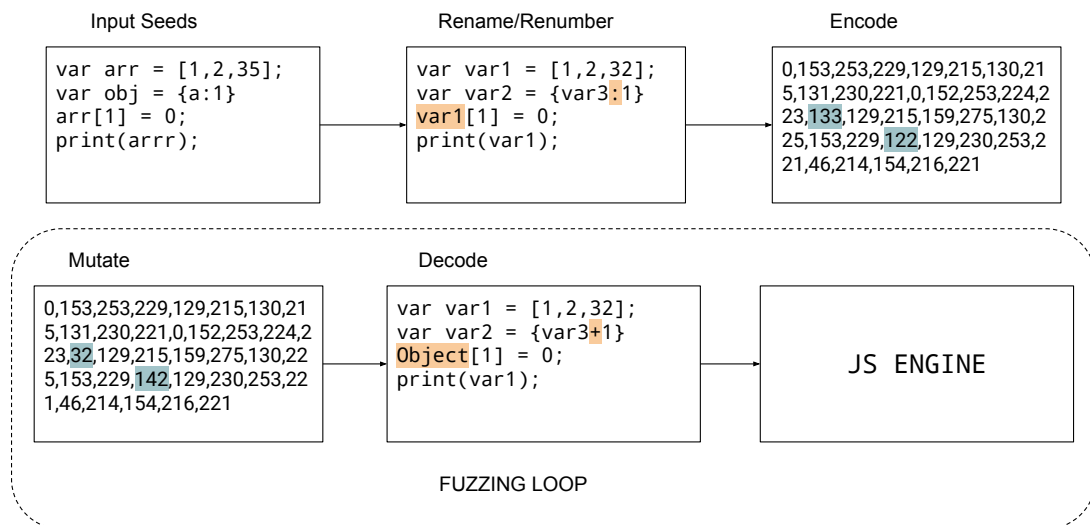 Input Seeds
var arr = [1,2,35];
var obj = {a:1}
arr[1] = 0;
print(arrr);
Rename/Renumber
var var1 = [1,2,32];
var var2 = {var3:1}
var1[1] = 0;
print(var1);
Encode
0,153,253,229,129,215,130,21
5,131,230,221,0,152,253,224,2
23,133,129,215,159,275,130,2
25,153,229,122,129,230,253,2
21,46,214,154,216,221
Mutate
0,153,253,229,129,215,130,21
5,131,230,221,0,152,253,224,2
23,32,129,215,159,275,130,22
5,153,229,142,129,230,253,22
1,46,214,154,216,221
Decode
var var1 = [1,2,32];
var var2 = {var3+1}
Object[1] = 0;
print(var1);
JS ENGINE
FUZZING LOOP